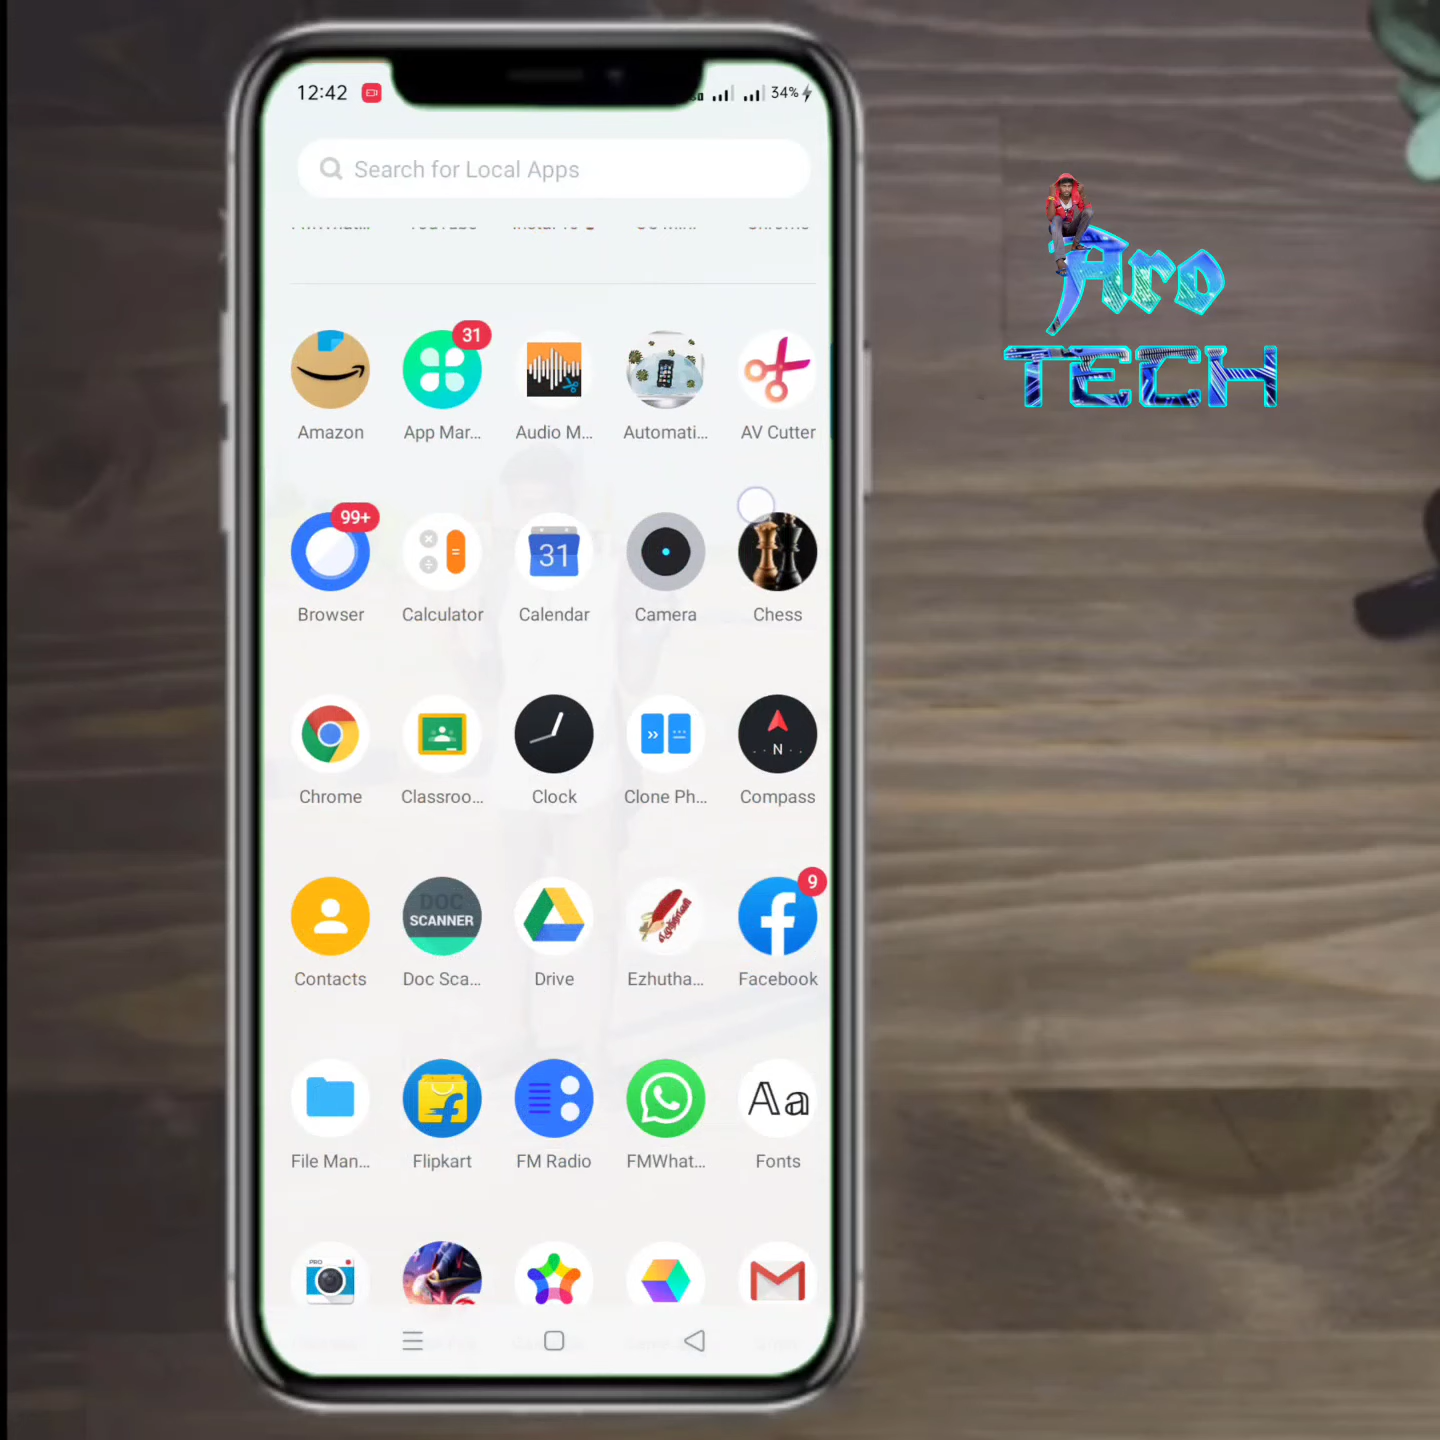 12:42
34%
Search for Local Apps
Aro
TECH
31
Amazon
App Mar...
Audio M...
Automati...
AV Cutter
99+
31
Browser
Calculator
Calendar
Camera
Chess
N
Chrome
Classroo...
Clock
Clone Ph...
Compass
9
DOC
SCANNER
Contacts
Doc Sca...
Drive
Ezhutha...
Facebook
Aa
File Man...
Flipkart
FM Radio
FMWhat...
Fonts
PRO